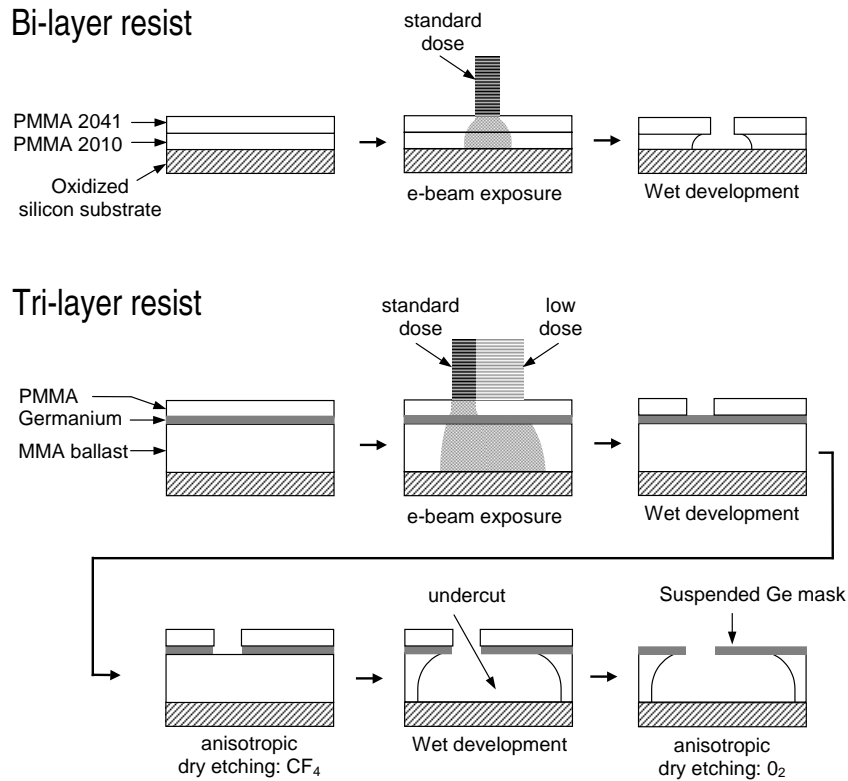 Bi-layer resist
standard
dose
PMMA 2041
PMMA 2010
Oxidized
silicon substrate
e-beam exposure
Wet development
Tri-layer resist
standard
dose
low
dose
PMMA
Germanium
MMA ballast
e-beam exposure
Wet development
undercut
Suspended Ge mask
anisotropic
dry etching: CF₄
Wet development
anisotropic
dry etching: 0₂